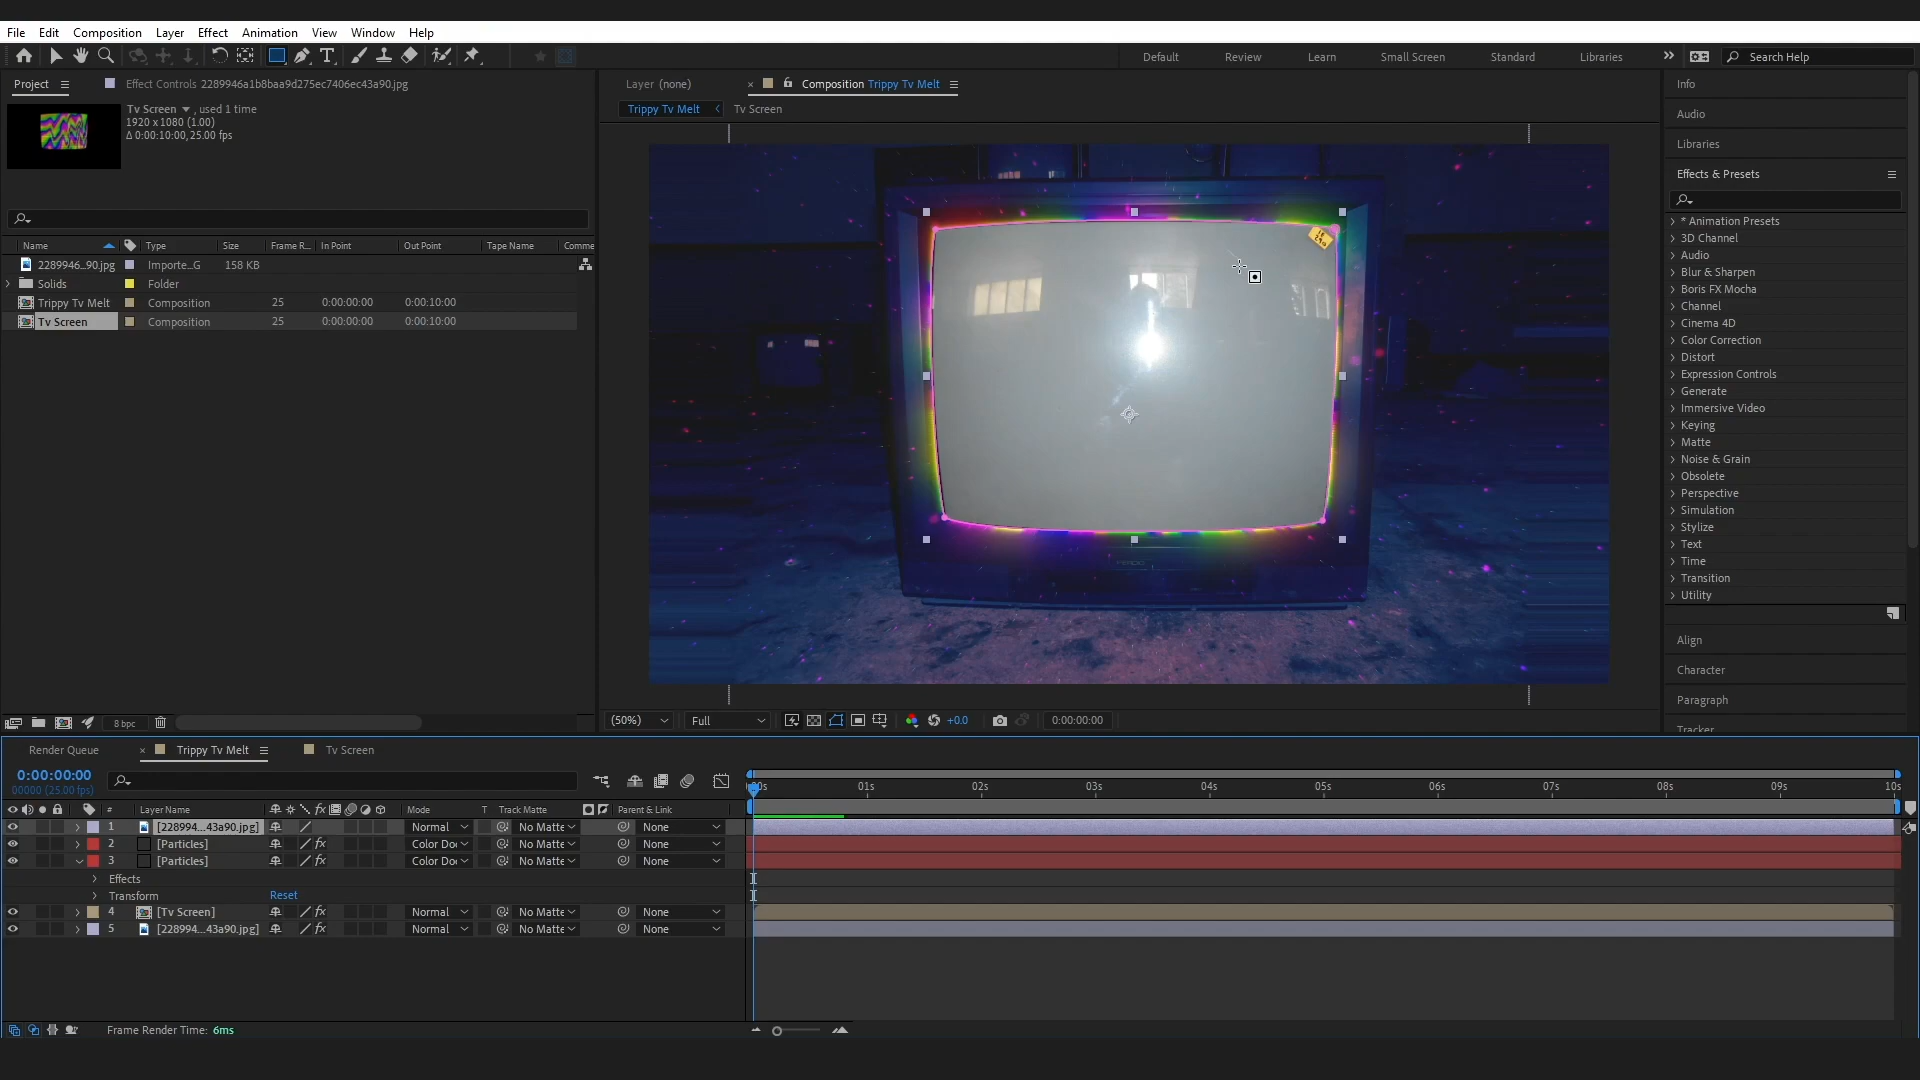 File Edit Composition Layer Effect Animation View Window Help
Default Review Learn Small Screen Standard Libraries Search Help
Project Effect Controls 2289946a1b8baa9d275ec7406ec43a90.jpg
Layer (none) Composition Trippy Tv Melt
Info
Tv Screen , used 1 time
Trippy Tv Melt Tv Screen
1920 x 1080 (1.00)
Audio
Δ 0:00:10:00, 25.00 fps
Libraries
Effects & Presets
* Animation Presets
3D Channel
Audio
Blur & Sharpen
Boris FX Mocha
Channel
Cinema 4D
Color Correction
Distort
Expression Controls
Generate
Immersive Video
Keying
Matte
Noise & Grain
Obsolete
Perspective
Simulation
Stylize
Text
Time
Transition
Utility
Align
Character
Paragraph
Tracker
Name Type Size Frame R... In Point Out Point Tape Name Comme
2289946...90.jpg Importe...G 158 KB
Solids Folder
Trippy Tv Melt Composition 25 0:00:00:00 0:00:10:00
Tv Screen Composition 25 0:00:00:00 0:00:10:00
8 bpc
(50%) Full +0.0 0:00:00:00
Render Queue Trippy Tv Melt Tv Screen
0:00:00:00
00000 (25.00 fps)
00s 01s 02s 03s 04s 05s 06s 07s 08s 09s 10s
# Layer Name Mode T Track Matte Parent & Link
1 [228994...43a90.jpg] Normal No Matte None
2 [Particles] Color Doc No Matte None
3 [Particles] Color Doc No Matte None
Effects
Transform Reset
4 [Tv Screen] Normal No Matte None
5 [228994...43a90.jpg] Normal No Matte None
Frame Render Time: 6ms